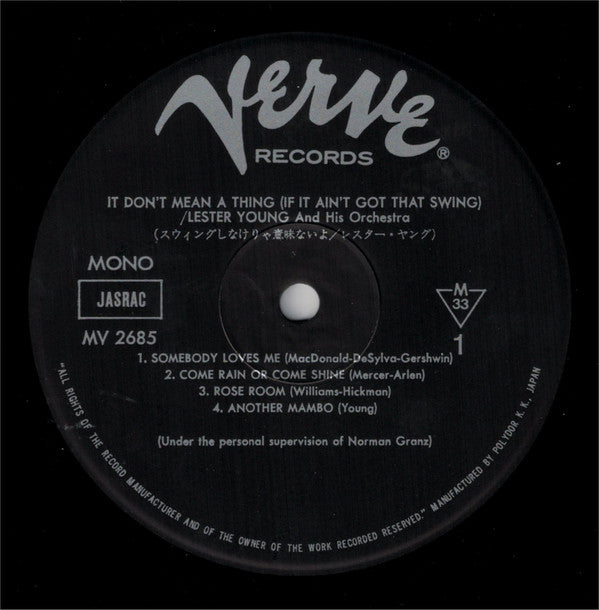 Verve
RECORDS ®
IT DON'T MEAN A THING (IF IT AIN'T GOT THAT SWING)
/LESTER YOUNG And His Orchestra
(スウィングしなけりゃ意味ないよ/レスター・ヤング)
MONO
JASRAC
MV 2685
M
33
1
1. SOMEBODY LOVES ME (MacDonald-DeSylva-Gershwin)
2. COME RAIN OR COME SHINE (Mercer-Arlen)
3. ROSE ROOM (Williams-Hickman)
4. ANOTHER MAMBO (Young)
(Under the personal supervision of Norman Granz)
"ALL RIGHTS OF THE RECORD MANUFACTURER AND OF THE OWNER OF THE WORK RECORDED RESERVED." MANUFACTURED BY POLYDOR K. K., JAPAN